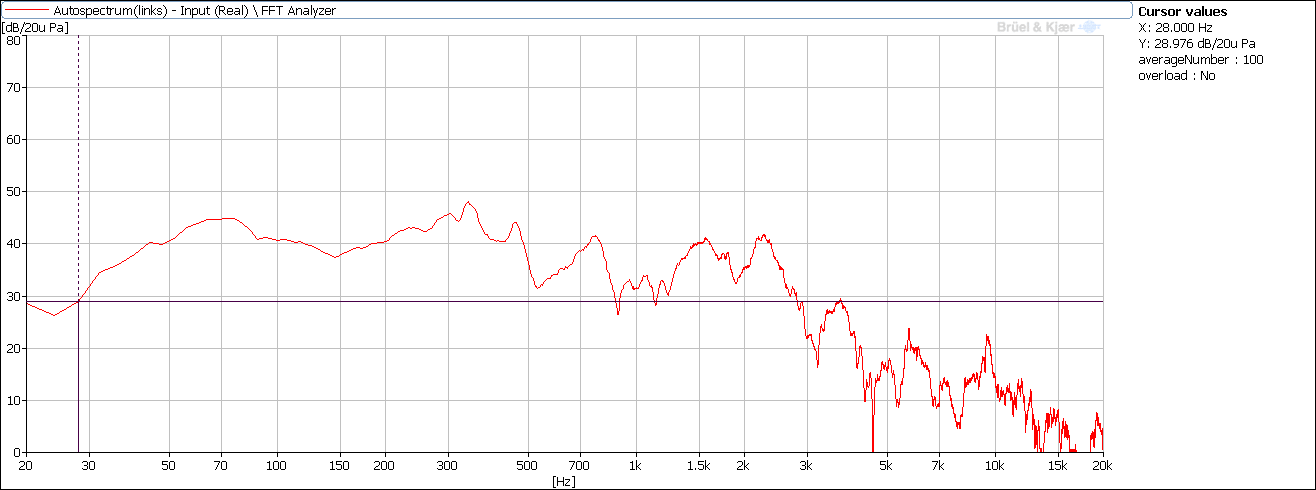 Autospectrum(links) - Input (Real) \ FFT Analyzer
Cursor values
[dB/20u Pa]
Brüel & Kjær
X: 28.000 Hz
Y: 28.976 dB/20u Pa
averageNumber : 100
overload : No
80
70
60
50
40
30
20
10
0
20 30 50 70 100 150 200 300 500 700 1k 1.5k 2k 3k 5k 7k 10k 15k 20k
[Hz]